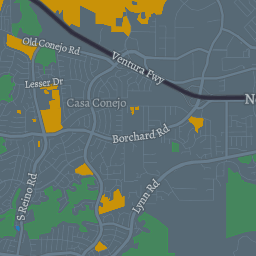 Old Conejo Rd
Ventura Fwy
Lesser Dr
Casa Conejo
Borchard Rd
S Reino Rd
Lynn Rd